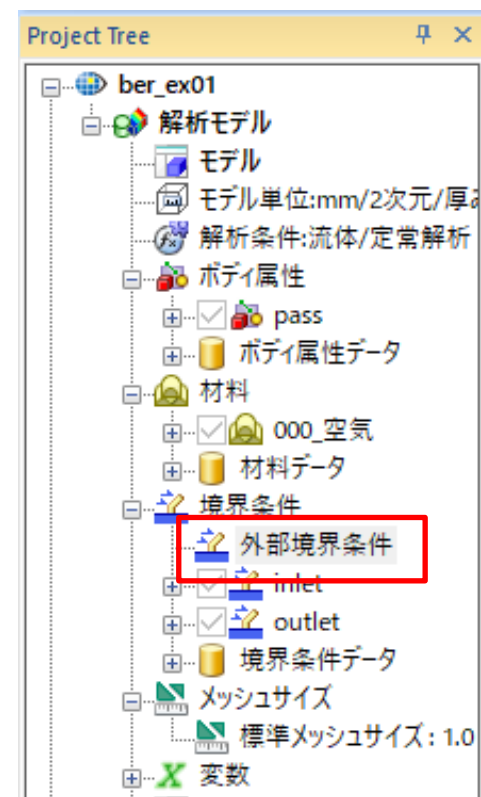 Project Tree
ber_ex01
解析モデル
モデル
モデル単位:mm/2次元/厚
解析条件:流体/定常解析
ボディ属性
pass
ボディ属性データ
材料
000_空気
材料データ
境界条件
外部境界条件
inlet
outlet
境界条件データ
メッシュサイズ
標準メッシュサイズ: 1.0
X 変数